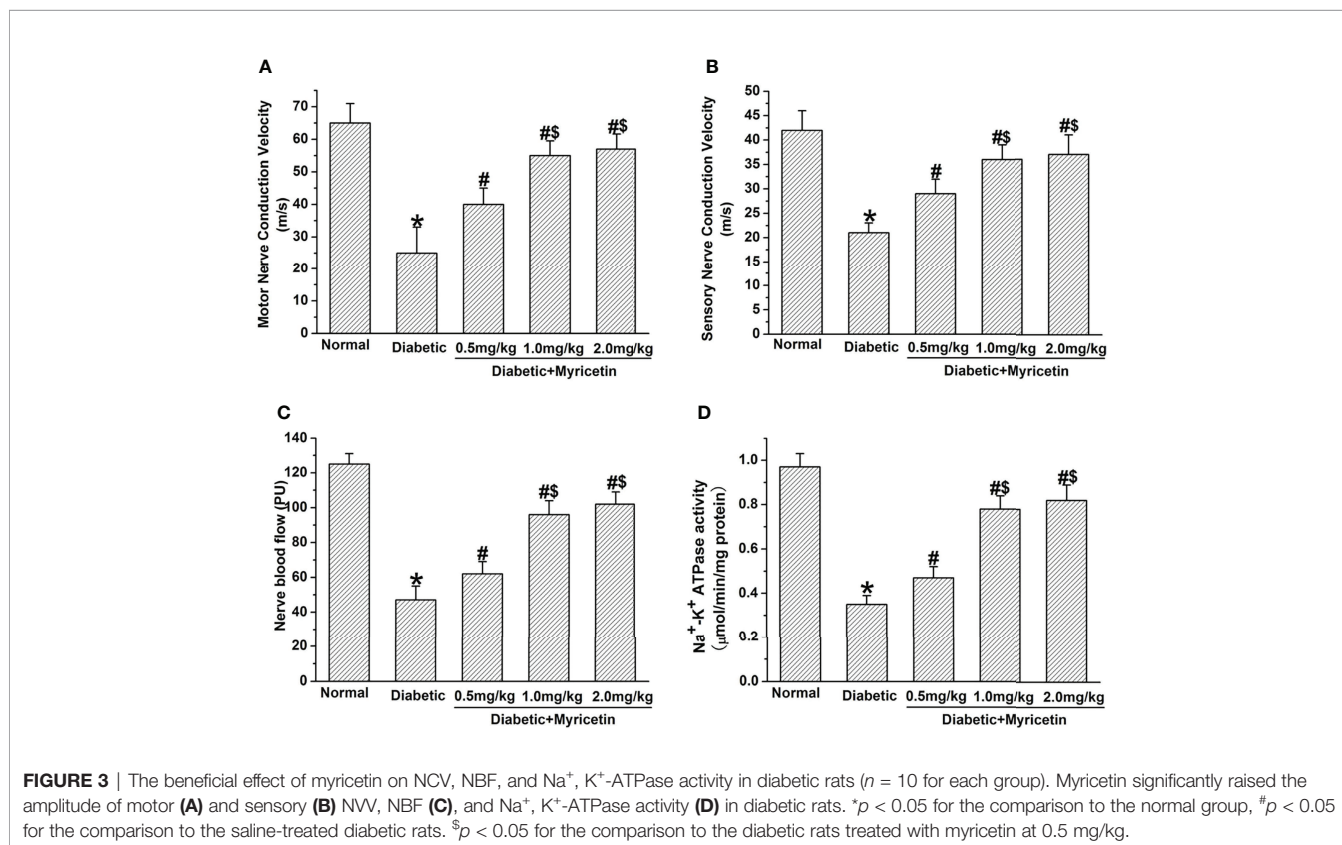 A
Motor Nerve Conduction Velocity
(m/s)
70
60
50
40
30
20
10
0
*
#
#$
#$
Normal
Diabetic
0.5mg/kg
1.0mg/kg
2.0mg/kg
Diabetic+Myricetin
B
Sensory Nerve Conduction Velocity
(m/s)
50
45
40
35
30
25
20
15
10
5
0
*
#
#$
#$
Normal
Diabetic
0.5mg/kg
1.0mg/kg
2.0mg/kg
Diabetic+Myricetin
C
Nerve blood flow (PU)
140
120
100
80
60
40
20
0
*
#
#$
#$
Normal
Diabetic
0.5mg/kg
1.0mg/kg
2.0mg/kg
Diabetic+Myricetin
D
Na⁺-K⁺ ATPase activity
(μmol/min/mg protein)
1.0
0.8
0.6
0.4
0.2
0.0
*
#
#$
#$
Normal
Diabetic
0.5mg/kg
1.0mg/kg
2.0mg/kg
Diabetic+Myricetin
FIGURE 3 | The beneficial effect of myricetin on NCV, NBF, and Na⁺, K⁺-ATPase activity in diabetic rats (n = 10 for each group). Myricetin significantly raised the
amplitude of motor (A) and sensory (B) NVV, NBF (C), and Na⁺, K⁺-ATPase activity (D) in diabetic rats. *p < 0.05 for the comparison to the normal group, #p < 0.05
for the comparison to the saline-treated diabetic rats. $p < 0.05 for the comparison to the diabetic rats treated with myricetin at 0.5 mg/kg.